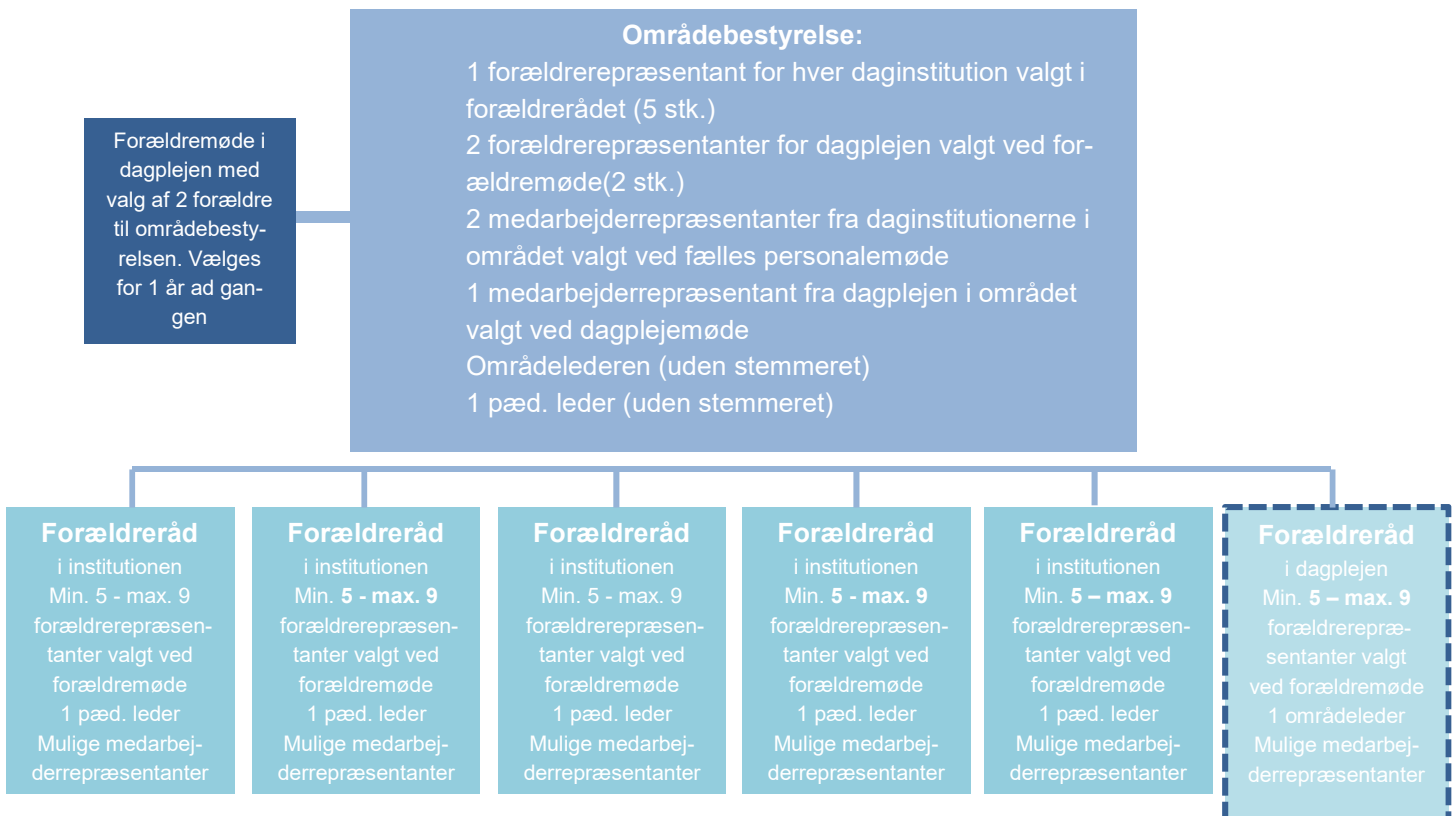 Områdebestyrelse:
1 forældrerepræsentant for hver daginstitution valgt i
forældrerådet (5 stk.)
2 forældrerepræsentanter for dagplejen valgt ved for-
ældremøde(2 stk.)
2 medarbejderrepræsentanter fra daginstitutionerne i
området valgt ved fælles personalemøde
1 medarbejderrepræsentant fra dagplejen i området
valgt ved dagplejemøde
Områdelederen (uden stemmeret)
1 pæd. leder (uden stemmeret)
Forældremøde i
dagplejen med
valg af 2 forældre
til områdebesty-
relsen. Vælges
for 1 år ad gan-
gen
Forældreråd
i institutionen
Min. 5 - max. 9
forældrerepræsen-
tanter valgt ved
forældremøde
1 pæd. leder
Mulige medarbej-
derrepræsentanter
Forældreråd
i institutionen
Min. 5 - max. 9
forældrerepræsen-
tanter valgt ved
forældremøde
1 pæd. leder
Mulige medarbej-
derrepræsentanter
Forældreråd
i institutionen
Min. 5 - max. 9
forældrerepræsen-
tanter valgt ved
forældremøde
1 pæd. leder
Mulige medarbej-
derrepræsentanter
Forældreråd
i institutionen
Min. 5 - max. 9
forældrerepræsen-
tanter valgt ved
forældremøde
1 pæd. leder
Mulige medarbej-
derrepræsentanter
Forældreråd
i institutionen
Min. 5 – max. 9
forældrerepræsen-
tanter valgt ved
forældremøde
1 pæd. leder
Mulige medarbej-
derrepræsentanter
Forældreråd
i dagplejen
Min. 5 – max. 9
forældrerepræ-
sentanter valgt
ved forældremøde
1 områdeleder
Mulige medarbej-
derrepræsentanter